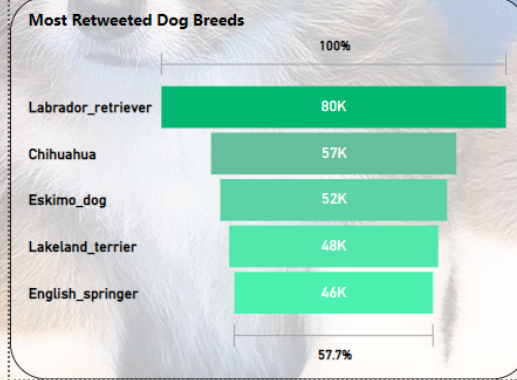 Most Retweeted Dog Breeds
100%
Labrador_retriever 80K
Chihuahua 57K
Eskimo_dog 52K
Lakeland_terrier 48K
English_springer 46K
57.7%